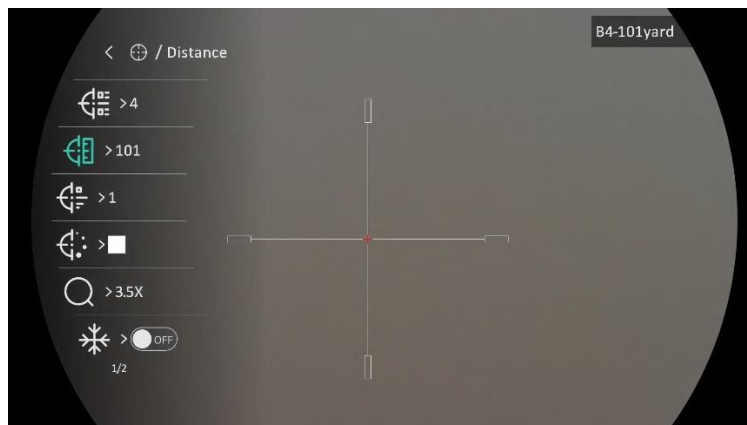 < / Distance
B4-101yard
>4
>101
>1
>
>3.5X
> OFF
1/2